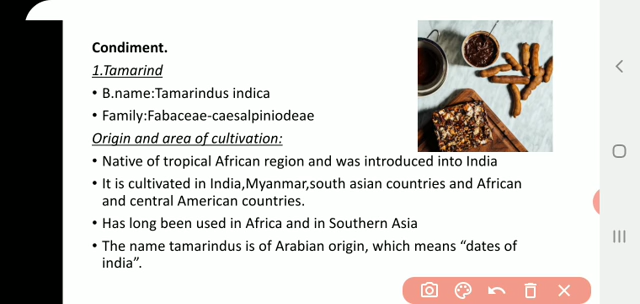 Condiment.
1.Tamarind
• B.name:Tamarindus indica
• Family:Fabaceae-caesalpiniodeae
Origin and area of cultivation:
• Native of tropical African region and was introduced into India
• It is cultivated in India,Myanmar,south asian countries and African
and central American countries.
• Has long been used in Africa and in Southern Asia
• The name tamarindus is of Arabian origin, which means “dates of
india”.